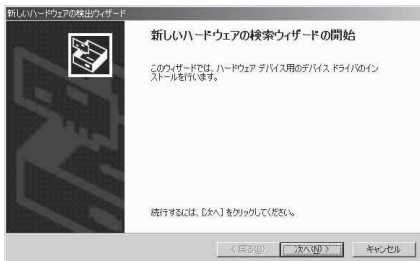 新しいハードウェアの検出ウィザード
新しいハードウェアの検索ウィザードの開始
このウィザードでは、ハードウェア デバイス用のデバイス ドライバのイン
ストールを行います。
続行するには、[次へ] をクリックしてください。
< 戻る(B)
次へ(N) >
キャンセル